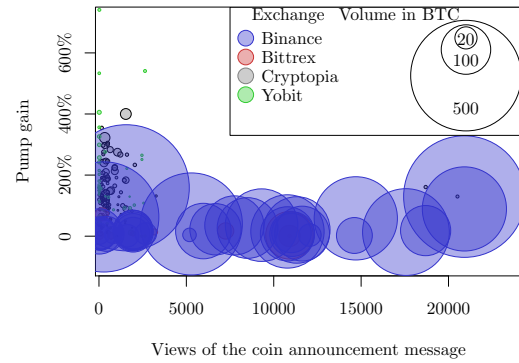 Exchange Volume in BTC
Binance
Bittrex
Cryptopia
Yobit
20
100
500
Pump gain
600%
400%
200%
0
0 5000 10000 15000 20000
Views of the coin announcement message